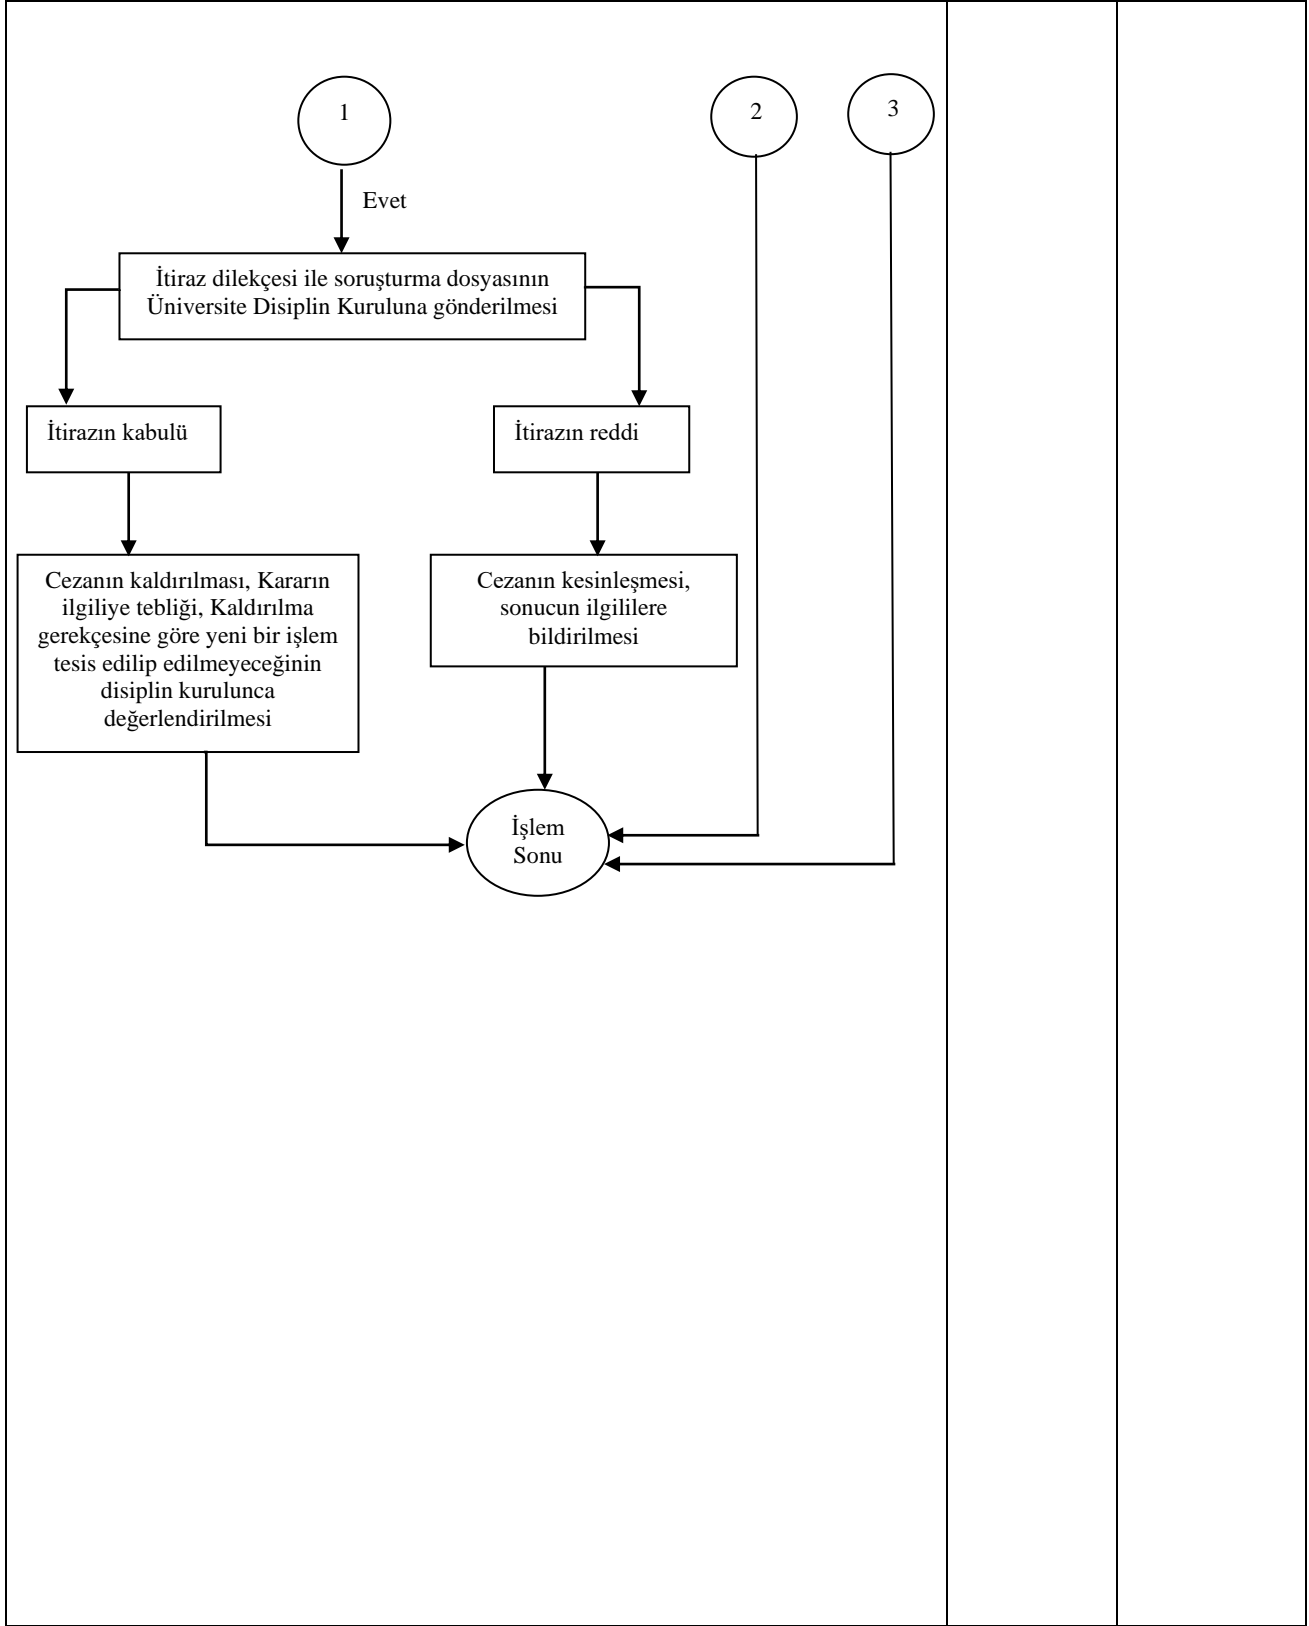 1
2
3
Evet
İtiraz dilekçesi ile soruşturma dosyasının
Üniversite Disiplin Kuruluna gönderilmesi
İtirazın kabulü
İtirazın reddi
Cezanın kaldırılması, Kararın
ilgiliye tebliği, Kaldırılma
gerekçesine göre yeni bir işlem
tesis edilip edilmeyeceğinin
disiplin kurulunca
değerlendirilmesi
Cezanın kesinleşmesi,
sonucun ilgililere
bildirilmesi
İşlem
Sonu